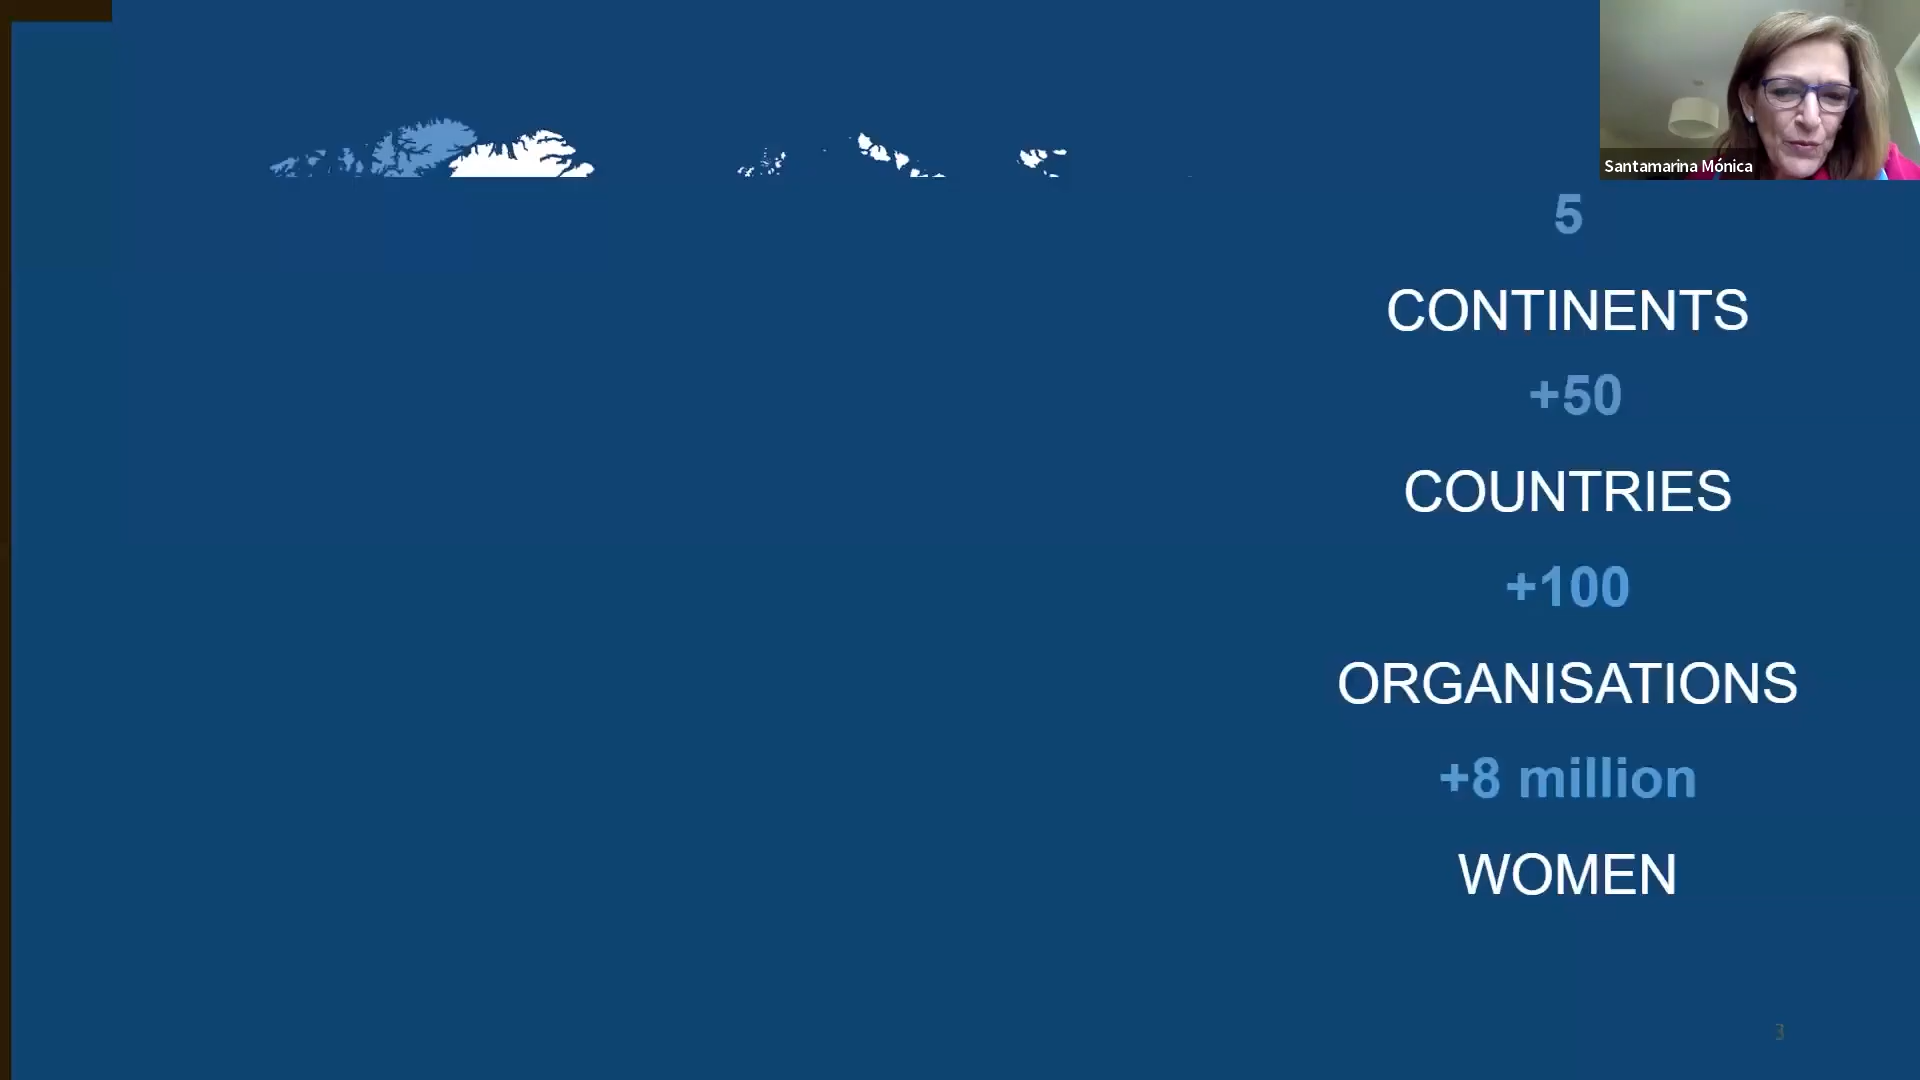 Santamarina Mónica
5
CONTINENTS
+50
COUNTRIES
+100
ORGANISATIONS
+8 million
WOMEN
3